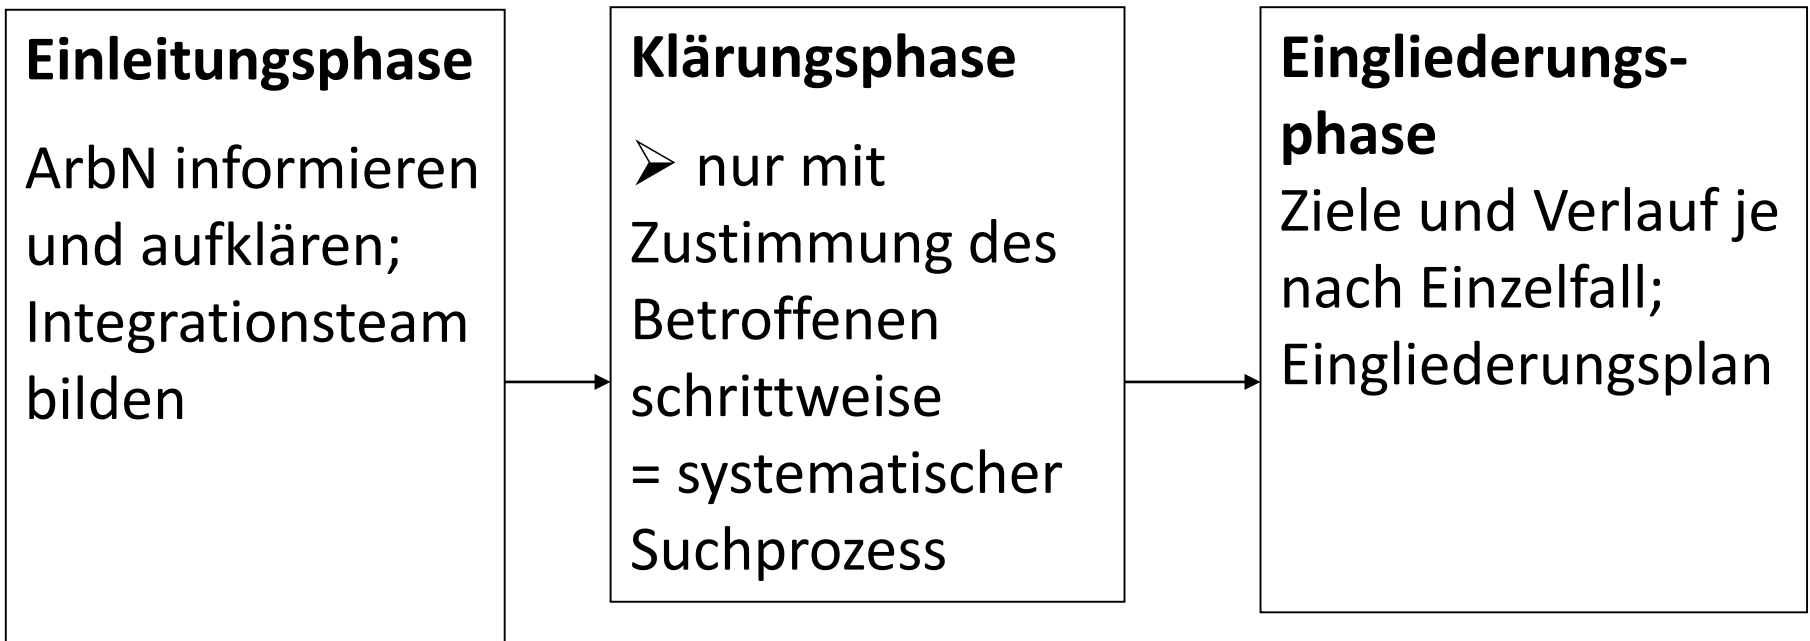 Einleitungsphase
ArbN informieren
und aufklären;
Integrationsteam
bilden
Klärungsphase
➢ nur mit
Zustimmung des
Betroffenen
schrittweise
= systematischer
Suchprozess
Eingliederungs-
phase
Ziele und Verlauf je
nach Einzelfall;
Eingliederungsplan